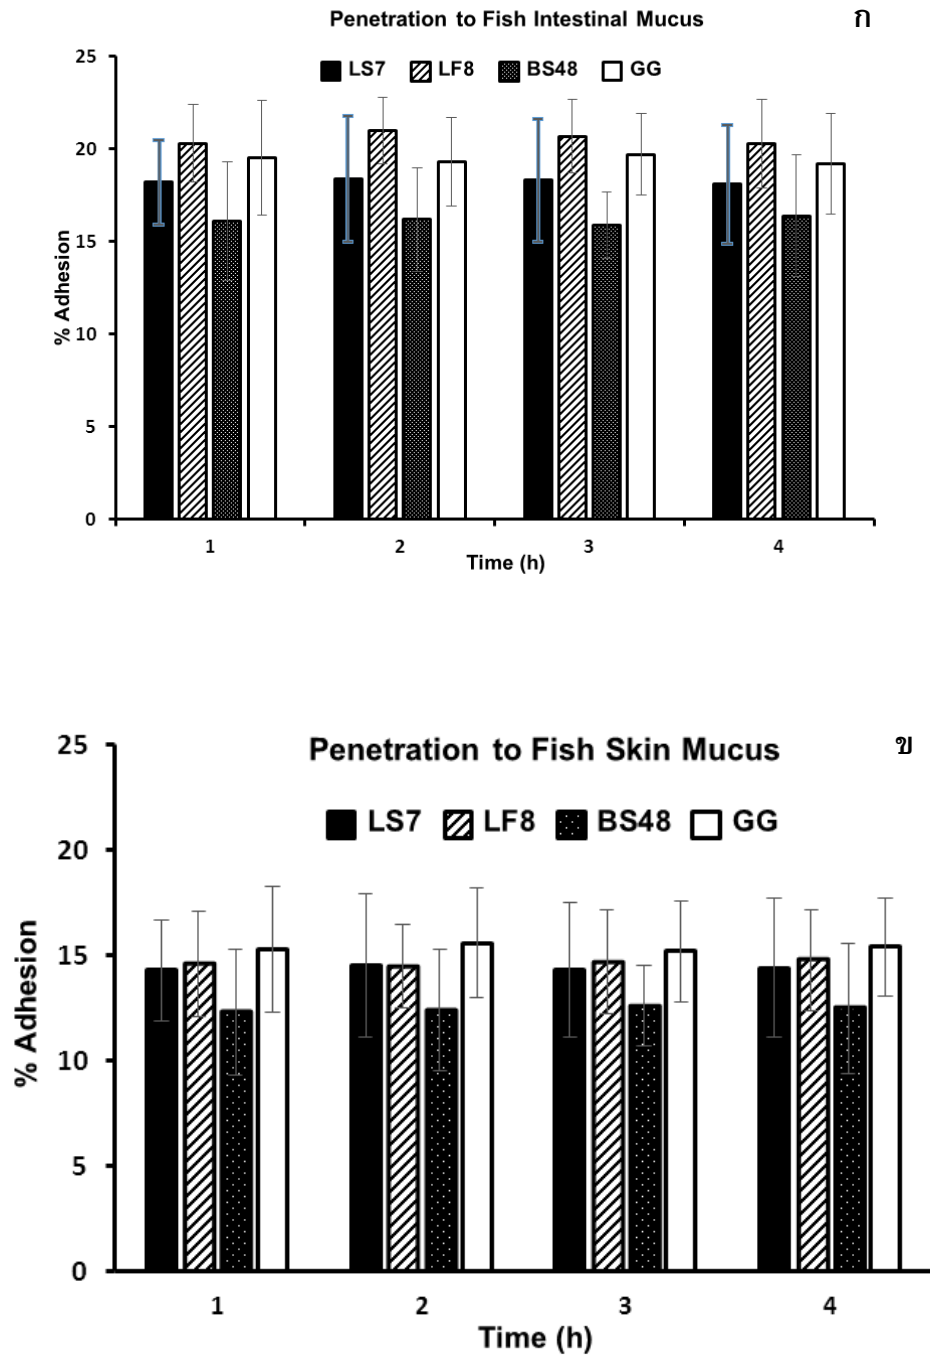 Penetration to Fish Intestinal Mucus
ก
LS7 LF8 BS48 GG
25
20
15
10
5
0
% Adhesion
1 2 3 4
Time (h)
Penetration to Fish Skin Mucus
ข
LS7 LF8 BS48 GG
25
20
15
10
5
0
% Adhesion
1 2 3 4
Time (h)